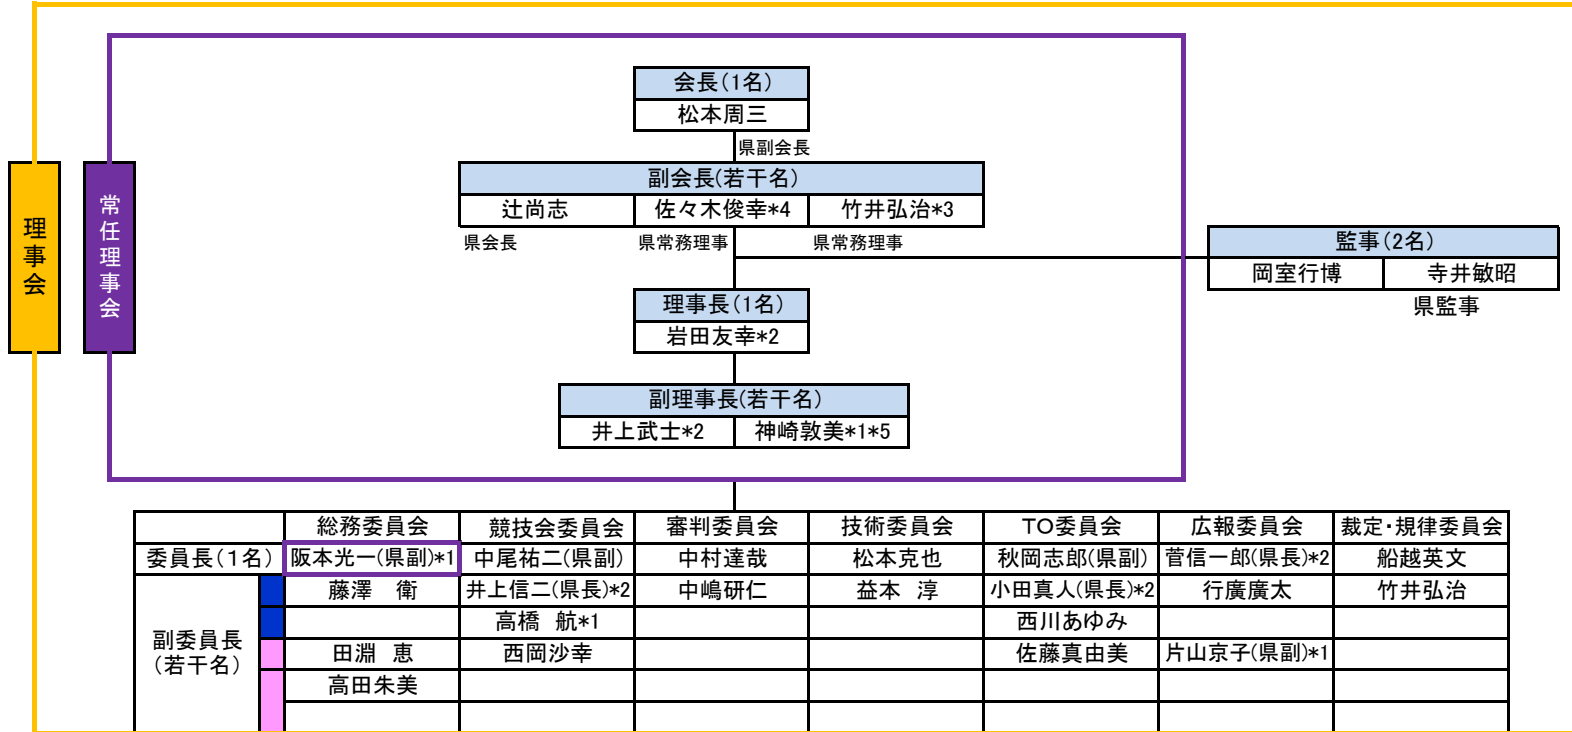 会長(1名)
松本周三
県副会長
副会長(若干名)
辻尚志 佐々木俊幸*4 竹井弘治*3
県会長 県常務理事 県常務理事
理事会
常任理事会
監事(2名)
岡室行博 寺井敏昭
県監事
理事長(1名)
岩田友幸*2
副理事長(若干名)
井上武士*2 神崎敦美*1*5
総務委員会 競技会委員会 審判委員会 技術委員会 TO委員会 広報委員会 裁定・規律委員会
委員長(1名) 阪本光一(県副)*1 中尾祐二(県副) 中村達哉 松本克也 秋岡志郎(県副) 菅信一郎(県長)*2 船越英文
藤澤　衛 井上信二(県長)*2 中嶋研仁 益本　淳 小田真人(県長)*2 行廣廣太 竹井弘治
高橋　航*1 西川あゆみ
副委員長
(若干名)
田淵　恵 西岡沙幸 佐藤真由美 片山京子(県副)*1
高田朱美